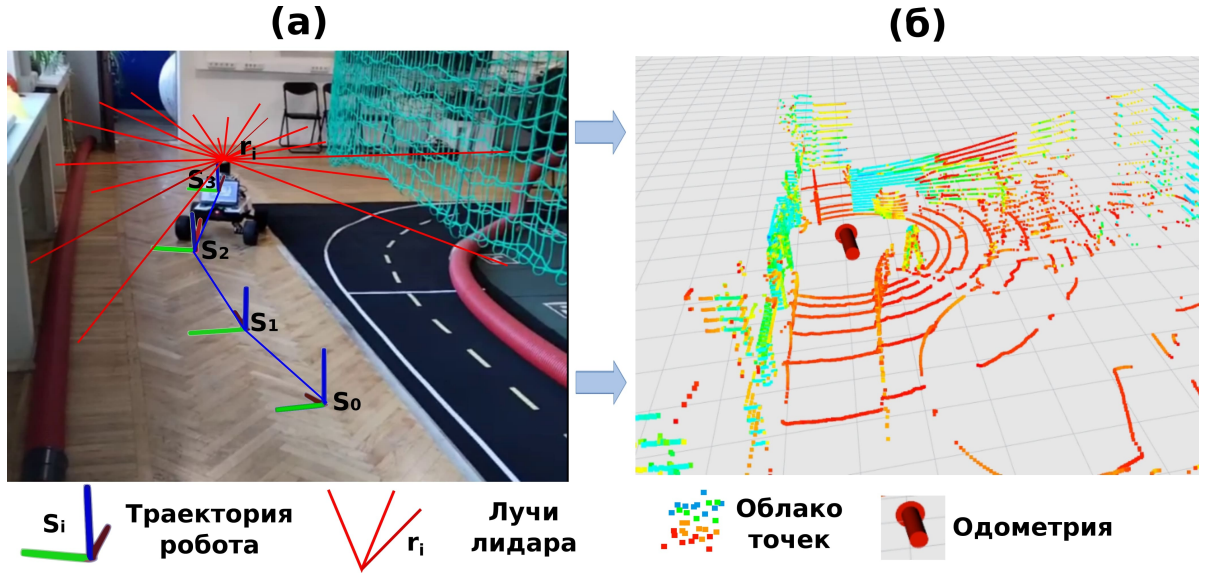 (а)
(б)
rᵢ
S₃
S₂
S₁
S₀
Sᵢ
Траектория
робота
rᵢ
Лучи
лидара
Облако
точек
Одометрия